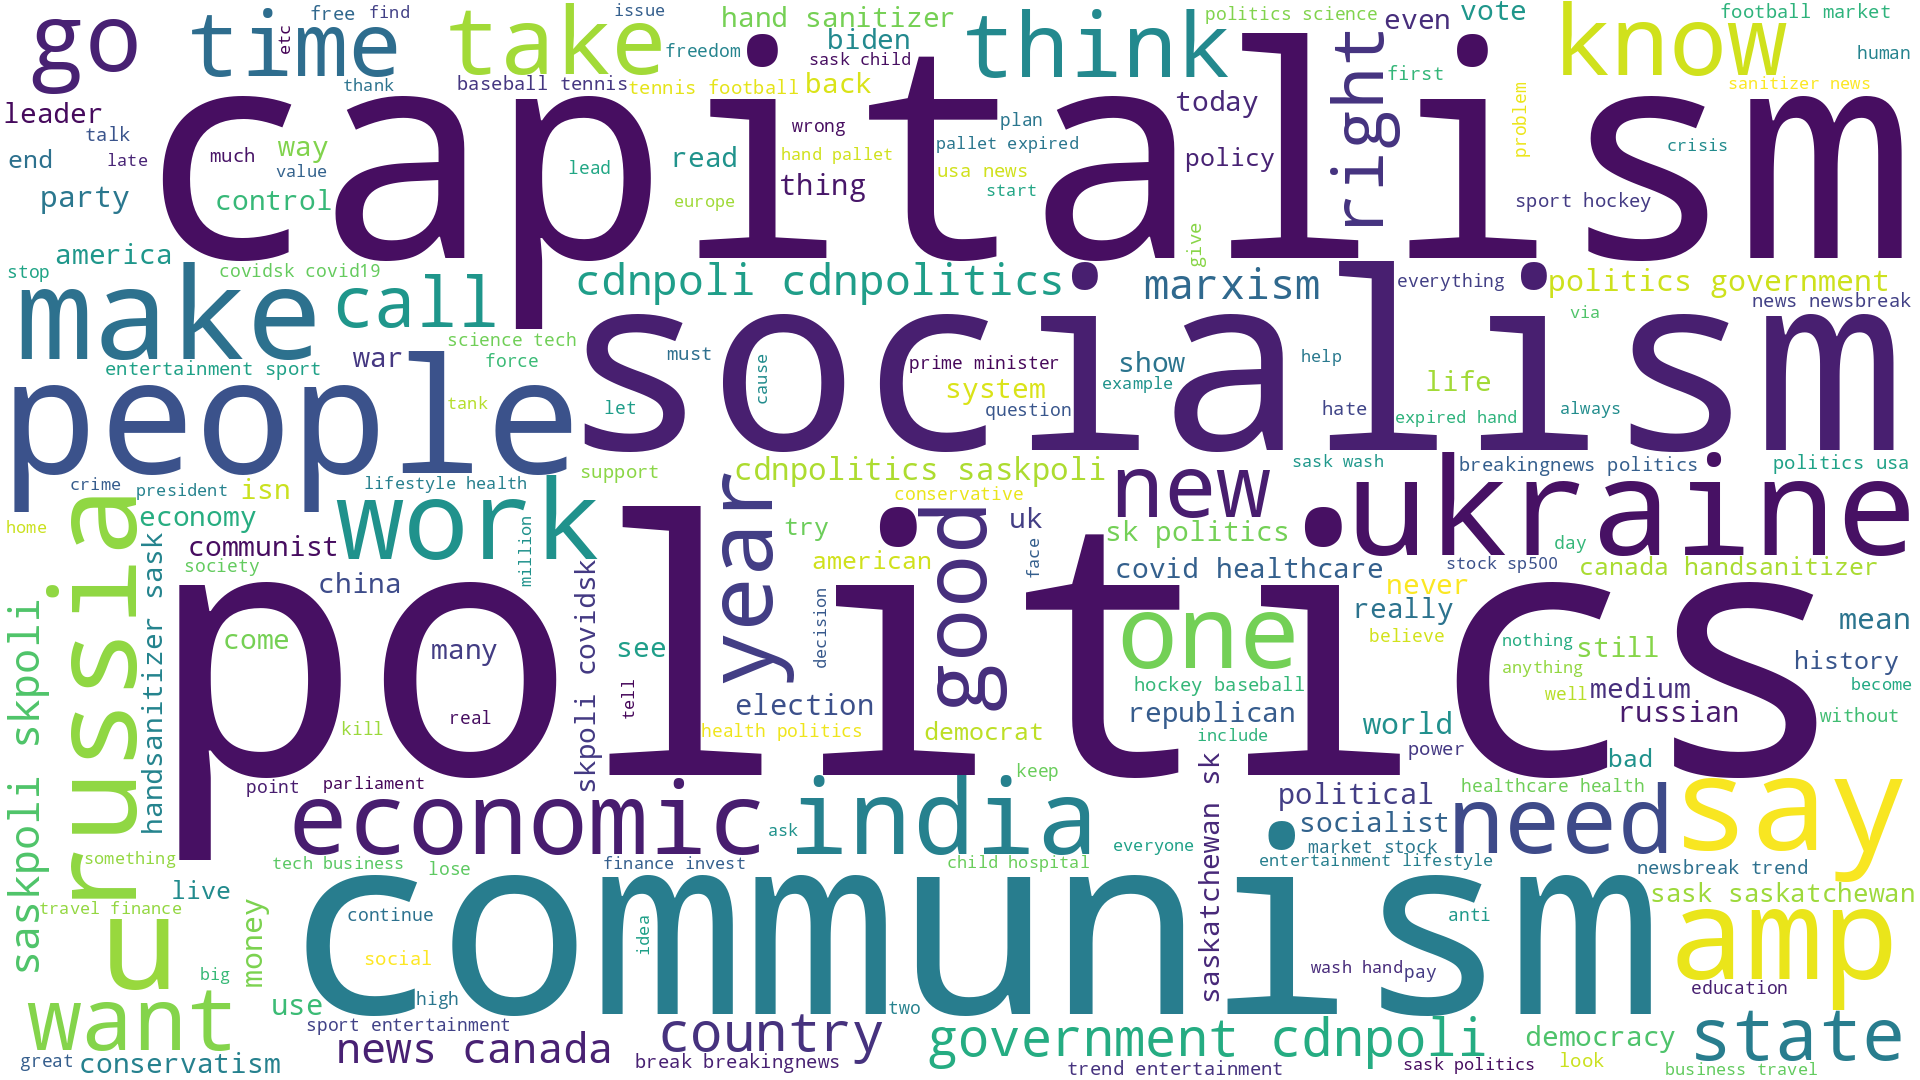 go
time
etc
free
find
take
issue
freedom
hand sanitizer
biden
sask child
think
politics science
even
vote
know
football market
human
leader
thank
baseball tennis
tennis football
back
today
first
sanitizer news
capitalism
right
problem
talk
end
late
much
way
value
lead
read
wrong
hand pallet
thing
plan
pallet expired
usa news
start
policy
crisis
party
control
europe
sport hockey
america
stop
covidsk covid19
make
call
cdnpoli cdnpolitics
marxism
give
everything
politics government
news newsbreak
via
socialism
science tech
force
war
must
cause
prime minister
show
help
entertainment sport
people
tank
let
system
example
question
life
hate
expired hand
always
crime
president
isn
lifestyle health
support
cdnpolitics saskpoli
conservative
new
sask wash
breakingnews politics
politics usa
home
russia
economy
work
million
year
try
good
uk
sk politics
ukraine
communist
society
china
american
face
covid healthcare
day
stock sp500
canada handsanitizer
never
politics
saskpoli skpoli
handsanitizer sask
skpoli covidsk
come
many
see
decision
one
really
believe
mean
nothing
still
anything
history
well
medium
become
tell
real
kill
election
health politics
democrat
hockey baseball
republican
include
world
russian
without
power
bad
point
parliament
keep
saskatchewan sk
healthcare health
economic
india
ask
political
socialist
market stock
need
say
something
tech business
lose
finance invest
child hospital
everyone
entertainment lifestyle
newsbreak trend
live
travel finance
sask saskatchewan
communism
u
money
continue
idea
anti
amp
big
social
wash hand
pay
education
want
use
high
two
sport entertainment
country
government cdnpoli
democracy
state
great
conservatism
news canada
break breakingnews
trend entertainment
sask politics
look
business travel